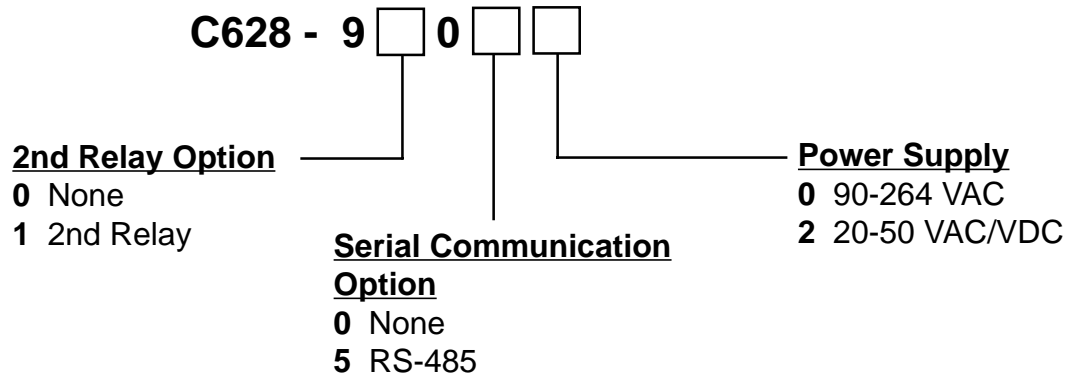 C628 - 9 0
2nd Relay Option
0 None
1 2nd Relay
Serial Communication
Option
0 None
5 RS-485
Power Supply
0 90-264 VAC
2 20-50 VAC/VDC